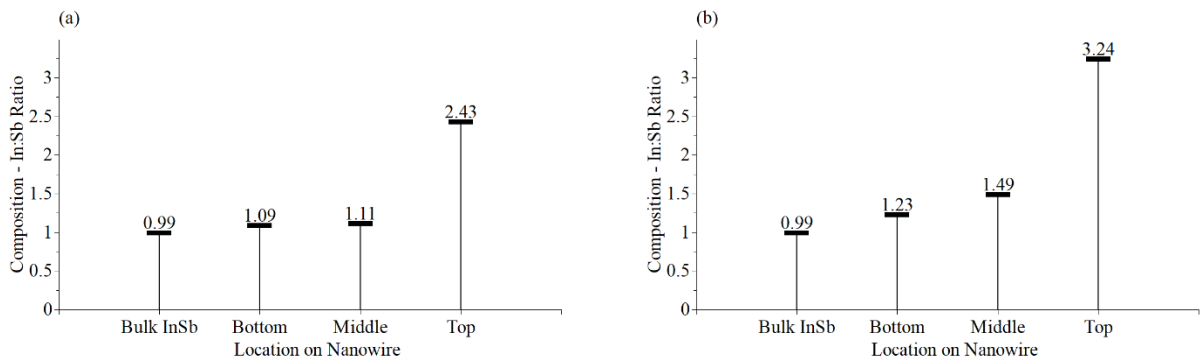 (a)
Composition - In:Sb Ratio
3
2.5
2
1.5
1
0.5
0
0.99
1.09
1.11
2.43
Bulk InSb Bottom Middle Top
Location on Nanowire
(b)
Composition - In:Sb Ratio
3
2.5
2
1.5
1
0.5
0
0.99
1.23
1.49
3.24
Bulk InSb Bottom Middle Top
Location on Nanowire